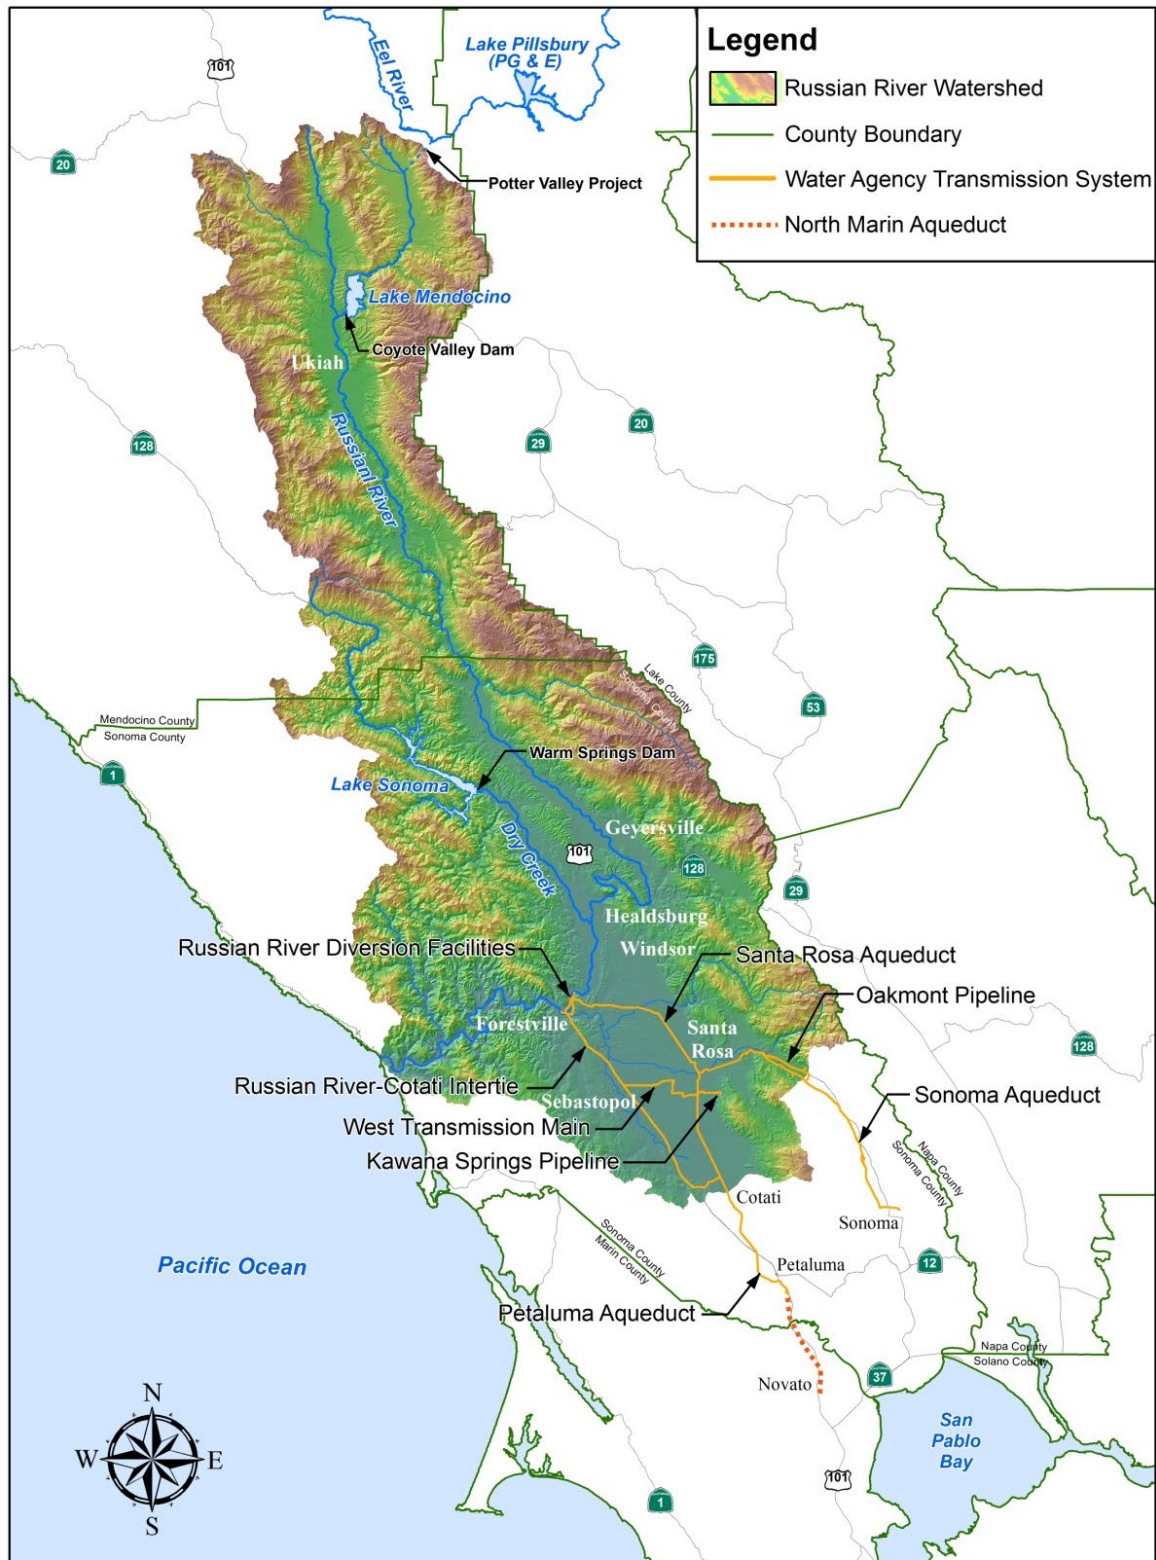 Legend
Russian River Watershed
County Boundary
Water Agency Transmission System
North Marin Aqueduct
101
Eel River
Lake Pillsbury
(PG & E)
20
Potter Valley Project
Lake Mendocino
Coyote Valley Dam
Ukiah
128
29
20
Russianl River
175
Lake County
Sonoma County
53
Mendocino County
Sonoma County
1
Warm Springs Dam
Lake Sonoma
Dry Creek
Geyersville
101
128
29
Healdsburg
Windsor
Russian River Diversion Facilities
Santa Rosa Aqueduct
Oakmont Pipeline
Forestville
Santa
Rosa
128
Russian River-Cotati Intertie
Sebastopol
Sonoma Aqueduct
West Transmission Main
Kawana Springs Pipeline
Napa County
Sonoma County
Cotati
Sonoma
Sonoma County
Marin County
Pacific Ocean
Petaluma
12
Petaluma Aqueduct
Napa County
Solano County
Novato
37
San
Pablo
Bay
N
W
E
S
101
1